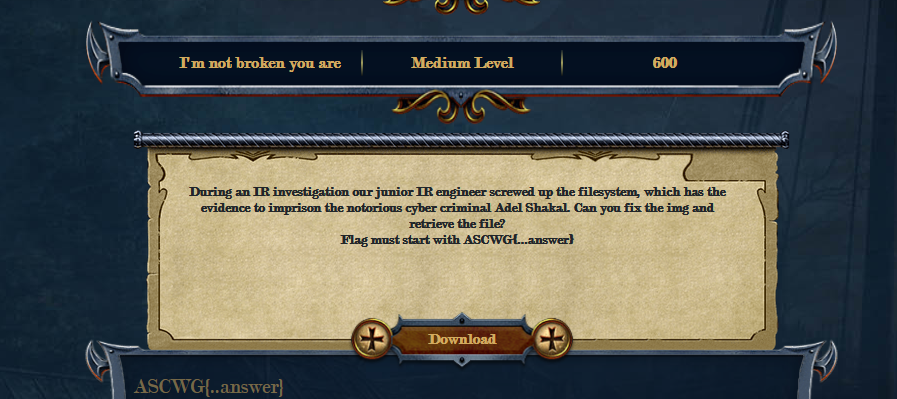 I'm not broken you are
Medium Level
600
During an IR investigation our junior IR engineer screwed up the filesystem, which has the
evidence to imprison the notorious cyber criminal Adel Shakal. Can you fix the img and
retrieve the file?
Flag must start with ASCWG{...answer}
Download
ASCWG{..answer}